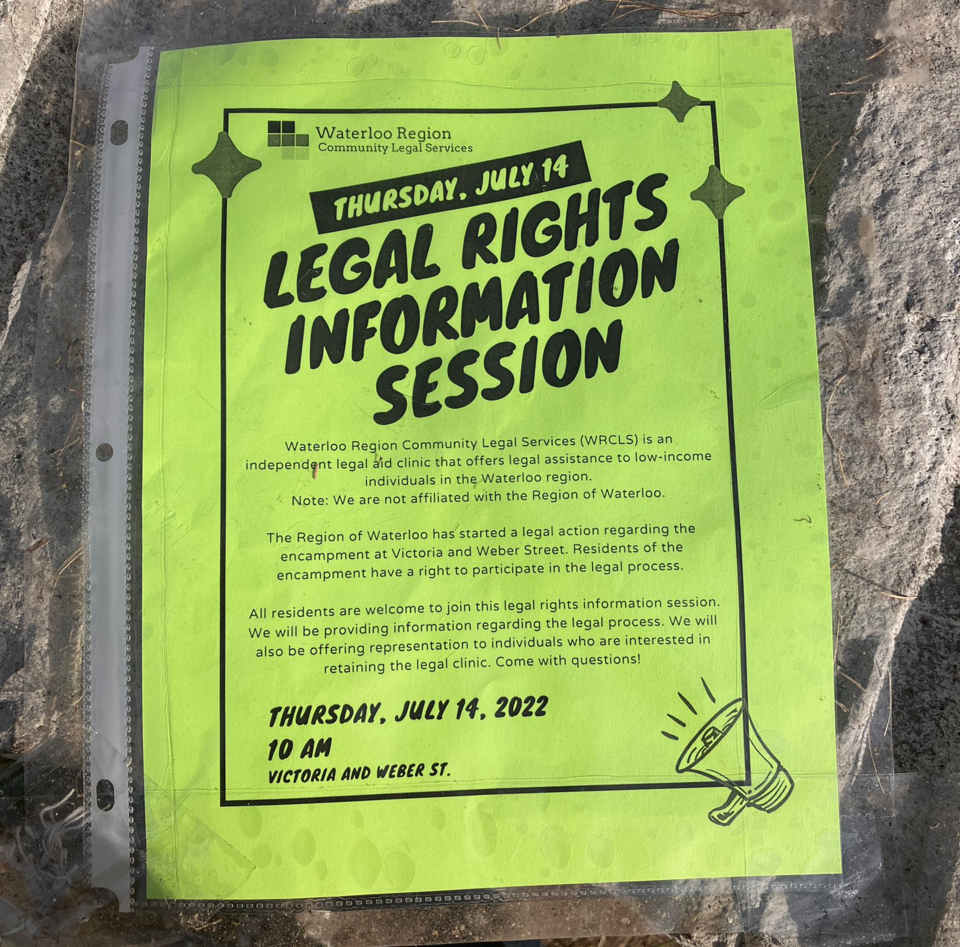 Waterloo Region
Community Legal Services
THURSDAY, JULY 14
LEGAL RIGHTS
INFORMATION
SESSION
Waterloo Region Community Legal Services (WRCLS) is an
independent legal aid clinic that offers legal assistance to low-income
individuals in the Waterloo region.
Note: We are not affiliated with the Region of Waterloo.
The Region of Waterloo has started a legal action regarding the
encampment at Victoria and Weber Street. Residents of the
encampment have a right to participate in the legal process.
All residents are welcome to join this legal rights information session.
We will be providing information regarding the legal process. We will
also be offering representation to individuals who are interested in
retaining the legal clinic. Come with questions!
THURSDAY, JULY 14, 2022
10 AM
VICTORIA AND WEBER ST.